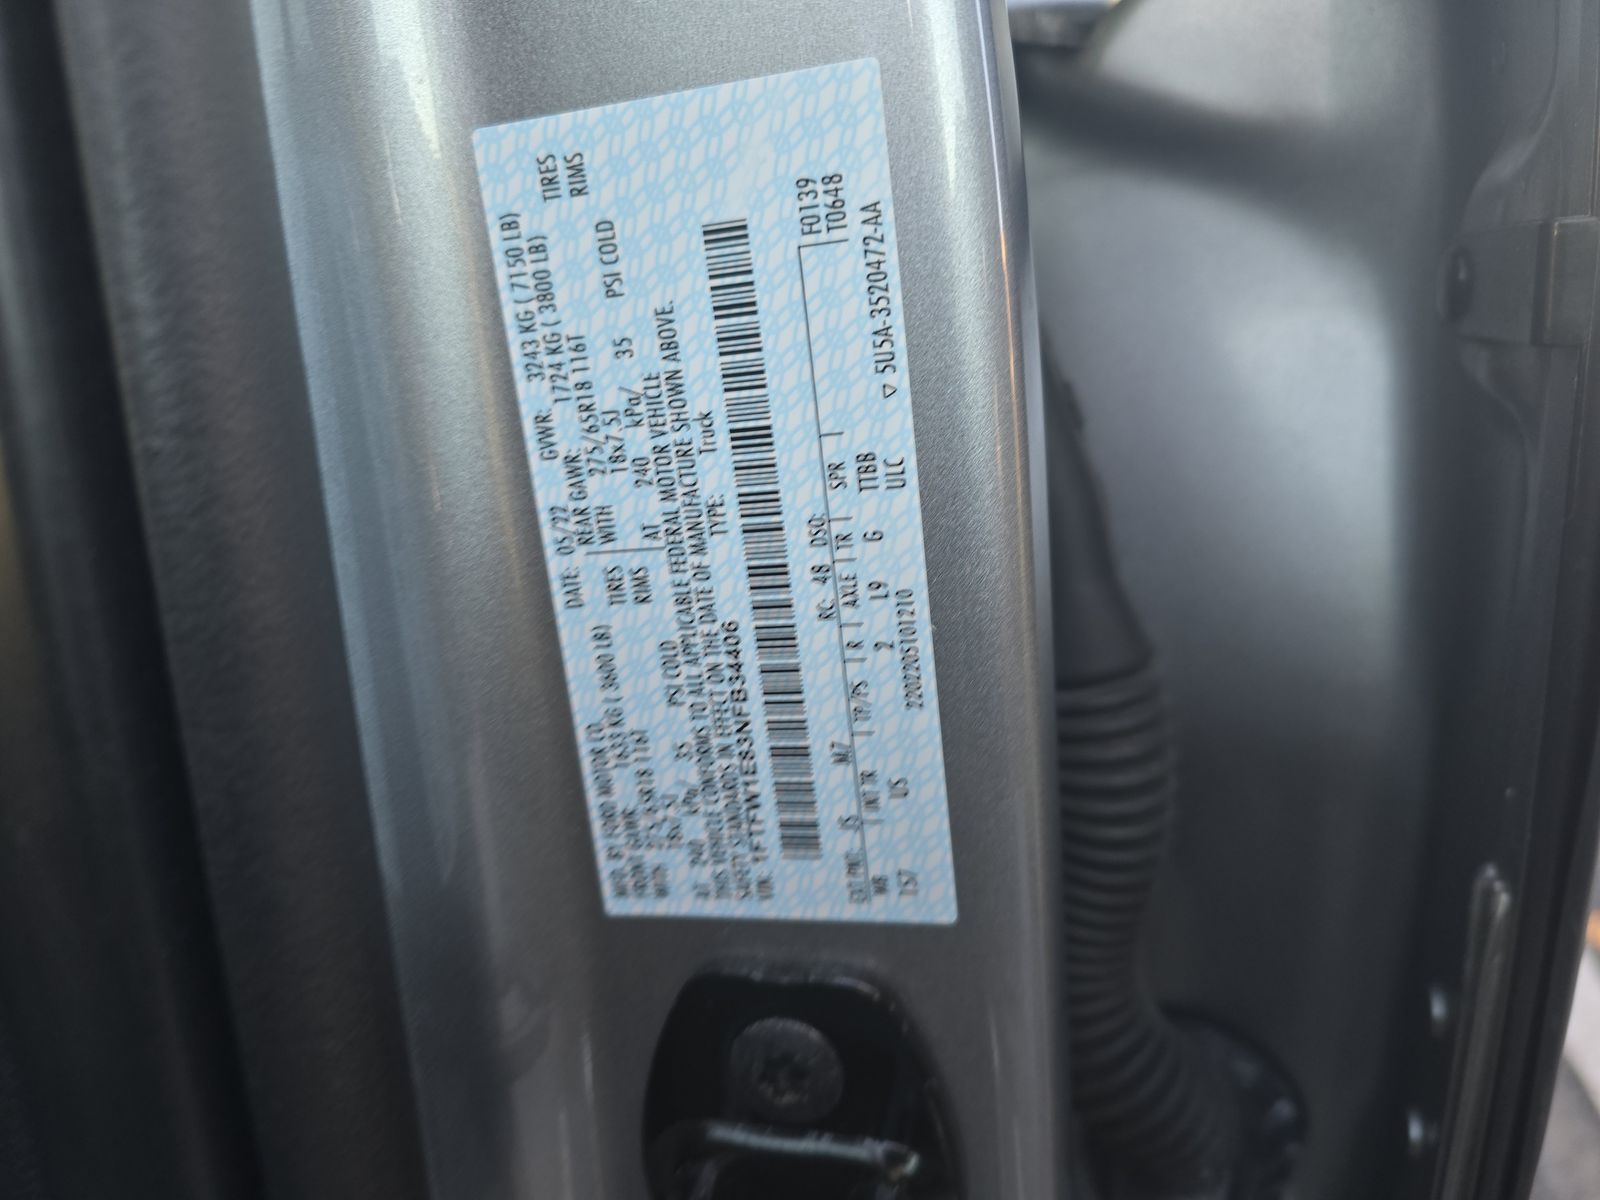 MFD. BY FORD MOTOR CO. DATE: 05/22 GVWR: 3243 KG ( 7150 LB)
FRONT GAWR: 1633 KG ( 3600 LB) REAR GAWR: 1724 KG ( 3800 LB)
WITH 275/65R18 116T TIRES WITH 275/65R18 116T TIRES
18x7.5J RIMS 18x7.5J RIMS
AT 240 kPa/ 35 PSI COLD AT 240 kPa/ 35 PSI COLD
THIS VEHICLE CONFORMS TO ALL APPLICABLE FEDERAL MOTOR VEHICLE
SAFETY STANDARDS IN EFFECT ON THE DATE OF MANUFACTURE SHOWN ABOVE.
VIN: 1FTFW1E83NFB34406 TYPE: Truck
F0139
T0648
EXT PNT: JS M7 RC: 48 DSO:
WB INT TR TP/PS R AXLE TR SPR
157 US 2 L9 G TTBB
ULC ▽ 5U5A-3520472-AA
22022051O1210